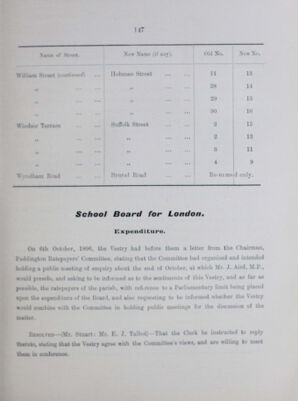 147
Name of Street. New Name (if any). Old No. New No.
William Street (continued) ... Holman Street ... ... 14 13
" ... ... " ... ... 28 14
" ... ... " ... ... 29 15
" ... ... " ... ... 30 16
Windsor Terrace ... Suffolk Street ... ... 3 15
" ... ... " ... ... 2 13
" ... ... " ... ... 3 11
" ... ... " ... ... 4 9
Wyndham Road ... Road ... ... Re-named only.
School Board for London.
Expenditure.
On 6th October, 1896, the Vestry had before them a letter from the Chairman,
Paddington Ratepayers' Committee, stating that the Committee had organised and intended
holding a public meeting of enquiry about the end of October, at which Mr. J. Aird, M.P.,
would preside, and asking to be informed as to the sentiments of this Vestry, and as far as
possible, the ratepayers of the parish, with reference to a Parliamentary limit being placed
upon the expenditure of the Board, and also requesting to be informed whether the Vestry
would combine with the Committee in holding public meetings for the discussion of the
matter.
RESOLVED—(Mr. Stuart: Mr. E. J. Talbot)—That the Clerk be instructed to reply
thereto, stating that the Vestry agree with the Committee's views, and are willing to meet
them in conference.